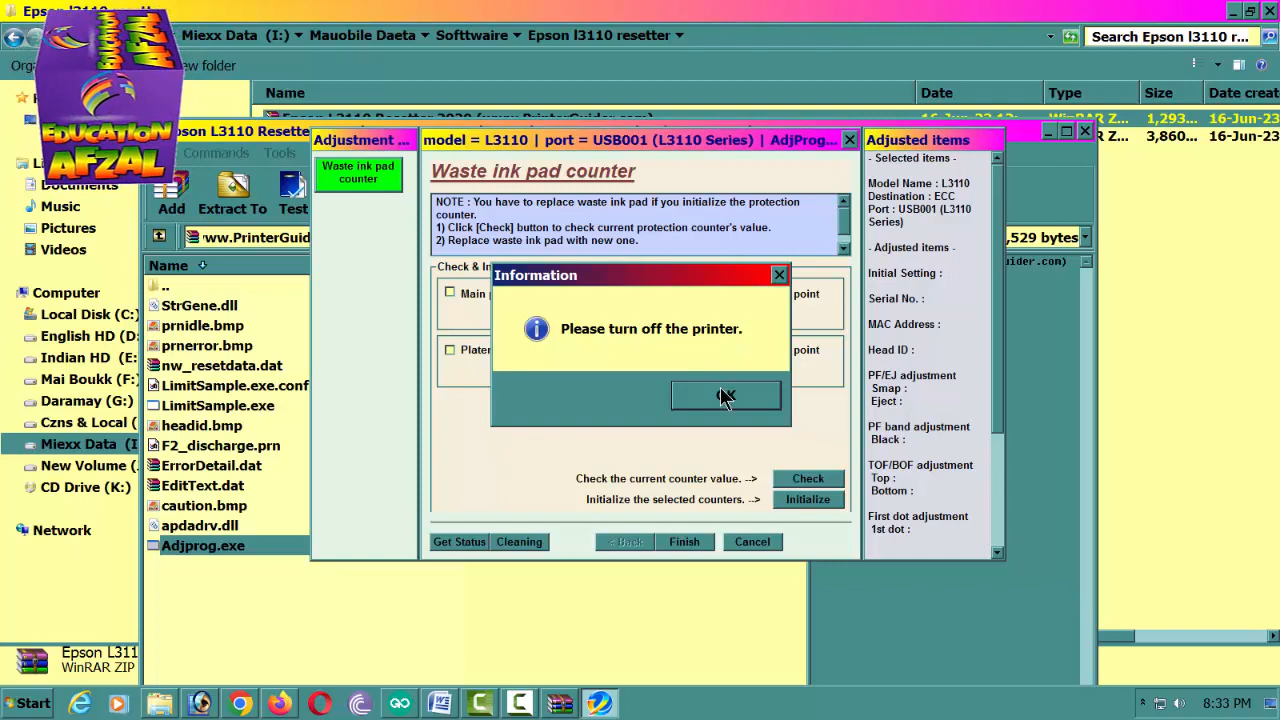 Epson l3110 resetter
Miexx Data (I:)
Mauobile Daeta
Softtware
Epson l3110 resetter
Search Epson l3110 r...
ew folder
EDUCATION
AFZAL
Name
Date
Type
Size
Date create
pson L3110 Resette
Commands
Tools
Add
Extract To
Test
ww.PrinterGuid
,529 bytes
Name
..
StrGene.dll
prnidle.bmp
prnerror.bmp
nw_resetdata.dat
LimitSample.exe.conf
LimitSample.exe
headid.bmp
F2_discharge.prn
ErrorDetail.dat
EditText.dat
caution.bmp
apdadrv.dll
Adjprog.exe
Documents
Music
Pictures
Videos
Computer
Local Disk (C:)
English HD (E:)
Indian HD (
Mai Boukk (F:)
Daramay (G:)
Czns & Local (
Miexx Data (I
New Volume (
CD Drive (K:)
Network
Adjustment ...
Waste ink pad
counter
model = L3110 | port = USB001 (L3110 Series) | AdjProg...
Waste ink pad counter
NOTE : You have to replace waste ink pad if you initialize the protection
counter.
1) Click [Check] button to check current protection counter's value.
2) Replace waste ink pad with new one.
Check & In
Main p
point
Platen
point
Information
Please turn off the printer.
OK
Check the current counter value. -->
Check
Initialize the selected counters. -->
Initialize
Get Status
Cleaning
< Back
Finish
Cancel
Adjusted items
- Selected items -
Model Name : L3110
Destination : ECC
Port : USB001 (L3110
Series)
- Adjusted items -
Initial Setting :
Serial No. :
MAC Address :
Head ID :
PF/EJ adjustment
Smap :
Eject :
PF band adjustment
Black :
TOF/BOF adjustment
Top :
Bottom :
First dot adjustment
1st dot :
uider.com)
1,293...
16-Jun-23
3,860...
16-Jun-23
Epson L311
WinRAR ZIP
Start
8:33 PM